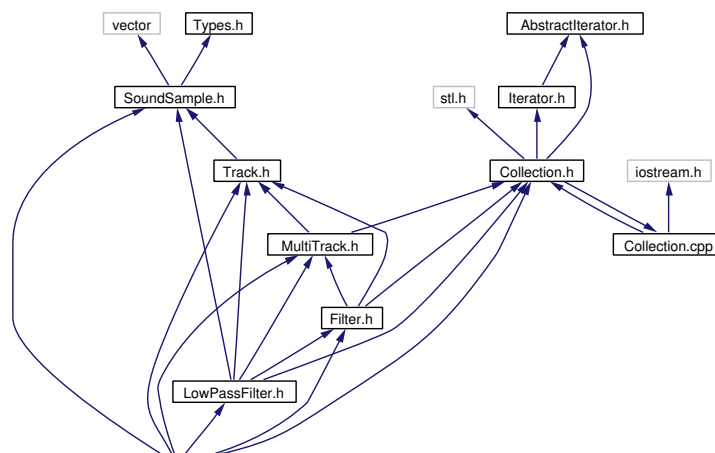 vector
Types.h
AbstractIterator.h
SoundSample.h
stl.h
Iterator.h
Track.h
Collection.h
iostream.h
MultiTrack.h
Collection.cpp
Filter.h
LowPassFilter.h